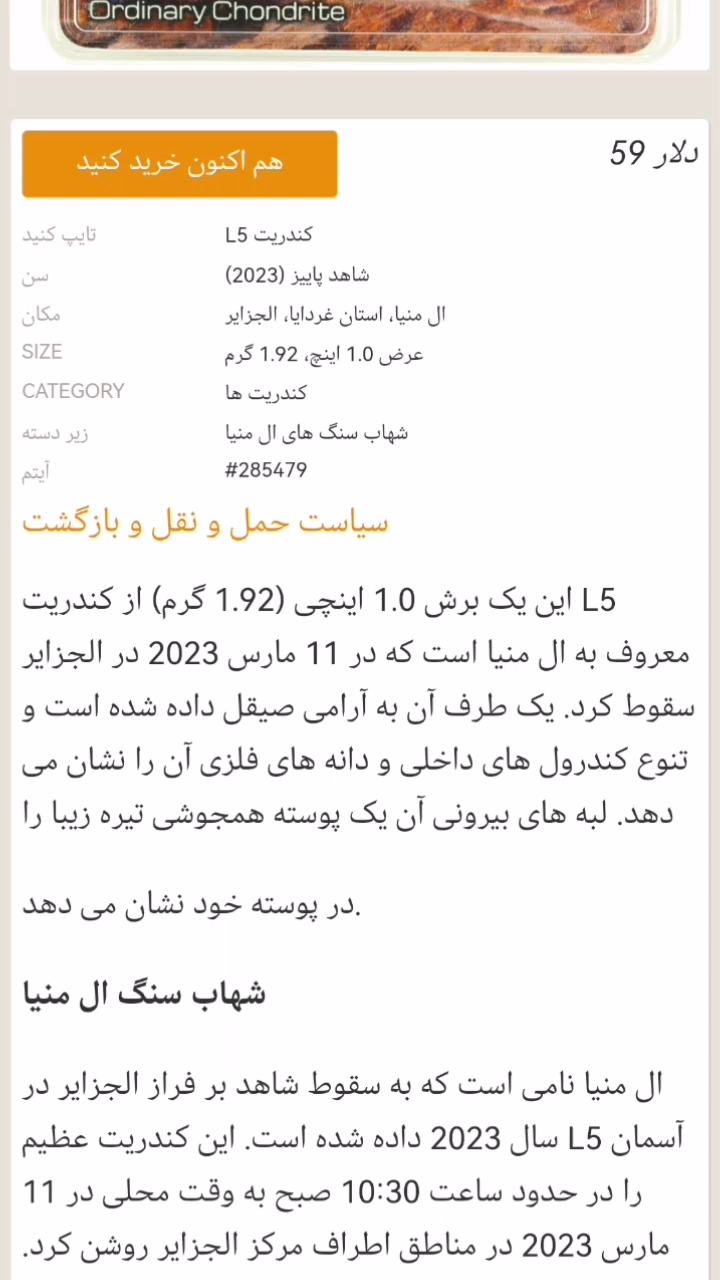 Ordinary Chondrite
هم اکنون خرید کنید
دلار 59
تایپ کنید کندریت L5
سن شاهد پاییز (2023)
مکان ال منیا، استان غردایا، الجزایر
SIZE عرض 1.0 اینچ، 1.92 گرم
CATEGORY کندریت ها
زیر دسته شهاب سنگ های ال منیا
آیتم #285479
سیاست حمل و نقل و بازگشت
این یک برش 1.0 اینچی (1.92 گرم) از کندریت L5
معروف به ال منیا است که در 11 مارس 2023 در الجزایر
سقوط کرد. یک طرف آن به آرامی صیقل داده شده است و
تنوع کندرول های داخلی و دانه های فلزی آن را نشان می
دهد. لبه های بیرونی آن یک پوسته همجوشی تیره زیبا را
در پوسته خود نشان می دهد.
شهاب سنگ ال منیا
ال منیا نامی است که به سقوط شاهد بر فراز الجزایر در
آسمان L5 سال 2023 داده شده است. این کندریت عظیم
را در حدود ساعت 10:30 صبح به وقت محلی در 11
مارس 2023 در مناطق اطراف مرکز الجزایر روشن کرد.